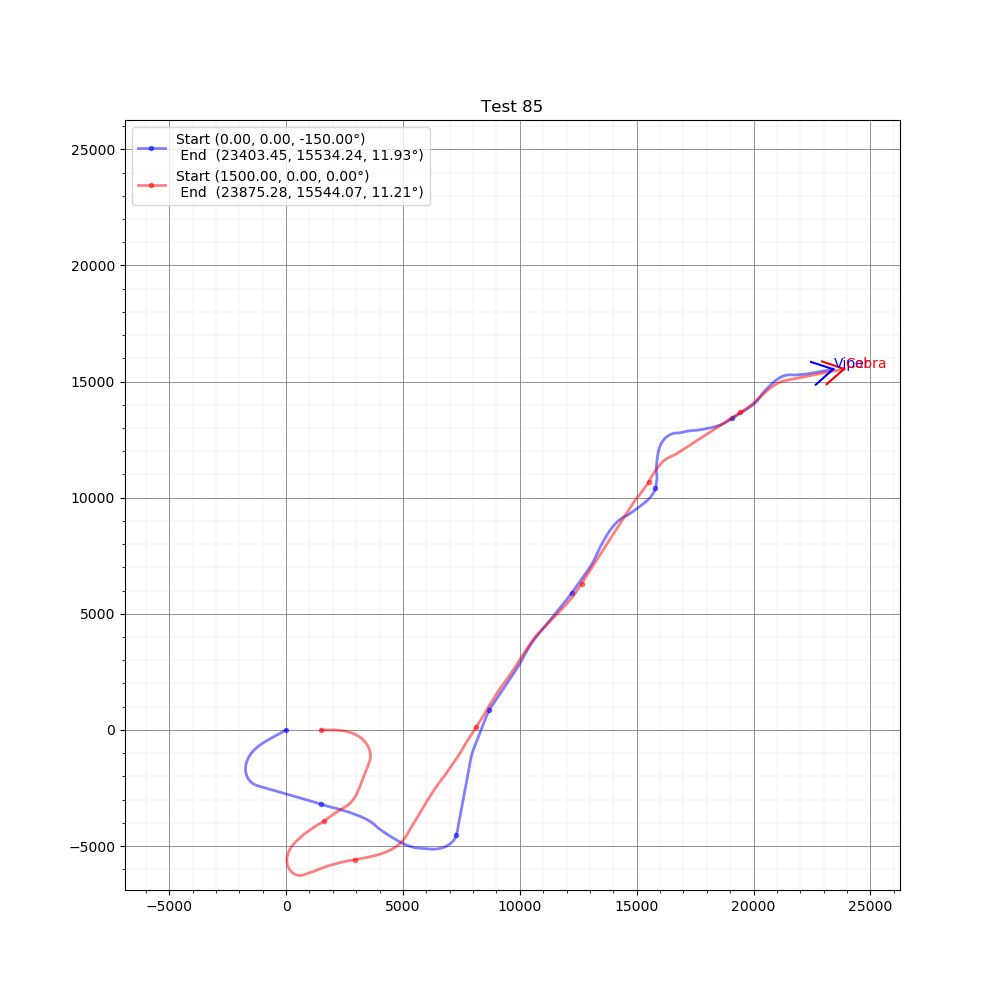 Test 85
Start (0.00, 0.00, -150.00°)
End (23403.45, 15534.24, 11.93°)
Start (1500.00, 0.00, 0.00°)
End (23875.28, 15544.07, 11.21°)
25000
20000
15000
10000
5000
0
−5000
Viper
Cobra
−5000
0
5000
10000
15000
20000
25000